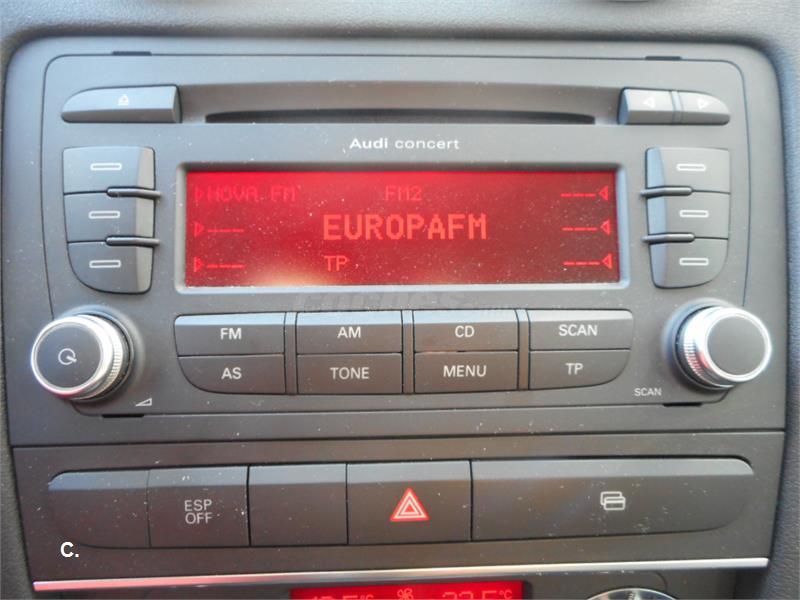 Audi concert
NOVA FM FM2
--- EUROPAFM ---
--- TP ---
FM AM CD SCAN
AS TONE MENU TP
SCAN
ESP
OFF
C.